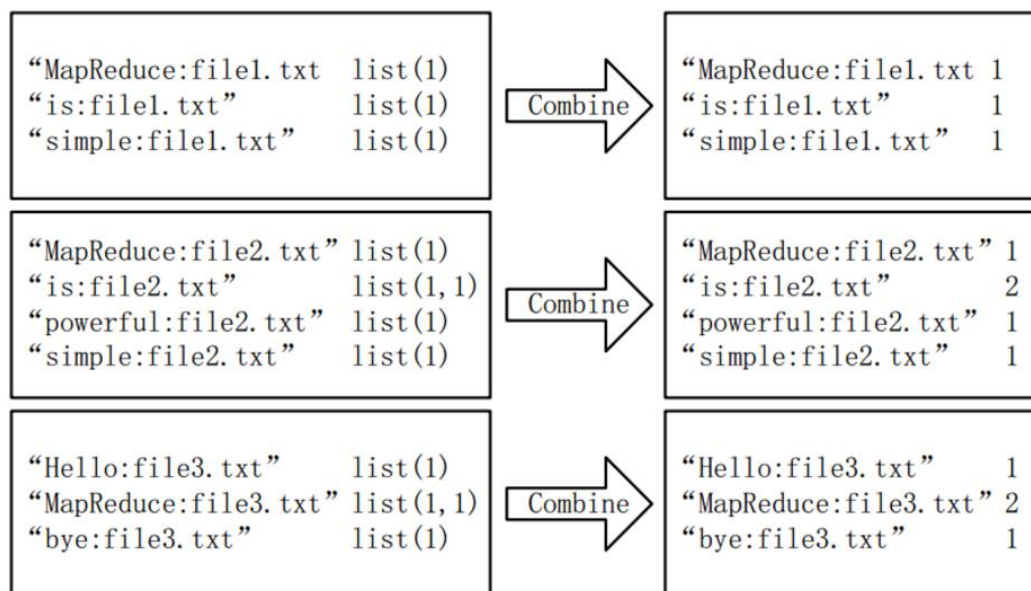 “MapReduce:file1.txt list(1)
“is:file1.txt” list(1)
“simple:file1.txt” list(1)
Combine
“MapReduce:file1.txt 1
“is:file1.txt” 1
“simple:file1.txt” 1
“MapReduce:file2.txt” list(1)
“is:file2.txt” list(1,1)
“powerful:file2.txt” list(1)
“simple:file2.txt” list(1)
Combine
“MapReduce:file2.txt” 1
“is:file2.txt” 2
“powerful:file2.txt” 1
“simple:file2.txt” 1
“Hello:file3.txt” list(1)
“MapReduce:file3.txt” list(1,1)
“bye:file3.txt” list(1)
Combine
“Hello:file3.txt” 1
“MapReduce:file3.txt” 2
“bye:file3.txt” 1